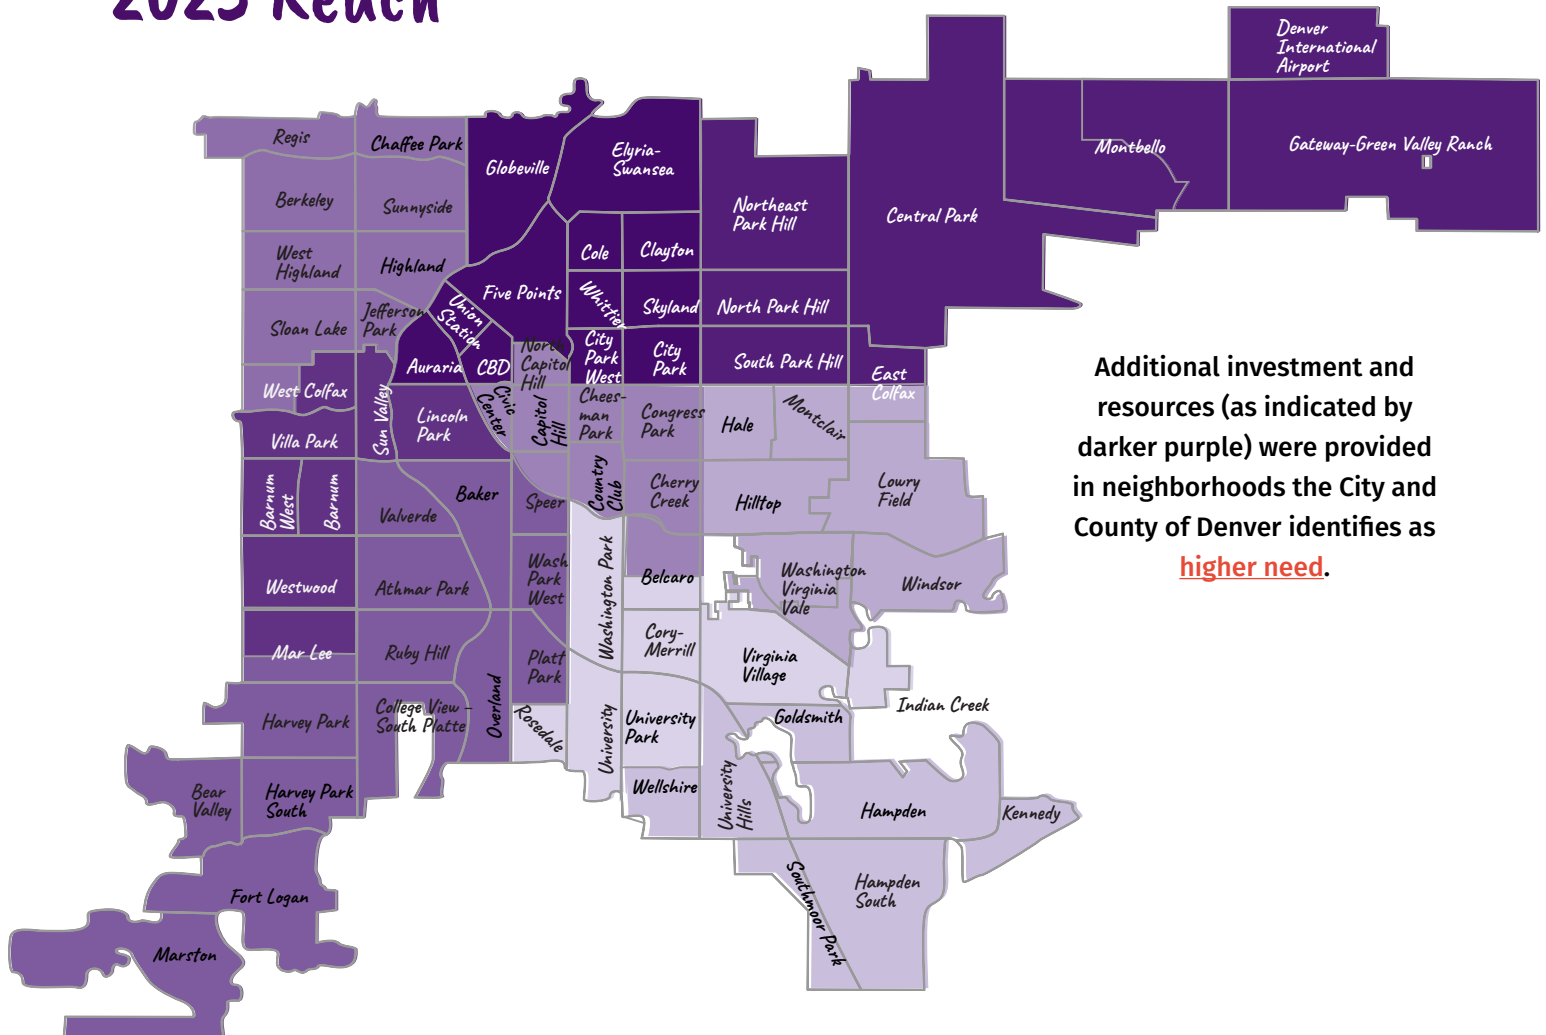 2023 Reach
Denver
International
Airport
Regis
Chaffee Park
Globeville
Elyria-
Swansea
Montbello
Gateway-Green Valley Ranch
Berkeley
Sunnyside
Northeast
Park Hill
Central Park
West
Highland
Highland
Cole
Clayton
Five Points
Whittier
Skyland
North Park Hill
Sloan Lake
Jefferson
Park
Union
Station
Auraria
CBD
North
Capitol
Hill
City
Park
West
City
Park
South Park Hill
East
Colfax
West Colfax
Sun Valley
Lincoln
Park
Civic
Center
Capitol
Hill
Chees-
man
Park
Congress
Park
Hale
Montclair
Villa Park
Barnum
West
Barnum
Valverde
Baker
Speer
Country
Club
Cherry
Creek
Hilltop
Lowry
Field
Westwood
Athmar Park
Wash
Park
West
Washington Park
Belcaro
Washington
Virginia
Vale
Windsor
Mar Lee
Ruby Hill
Platt
Park
Cory-
Merrill
Virginia
Village
Indian Creek
Harvey Park
College View –
South Platte
Overland
Rosedale
University
University
Park
Goldsmith
Bear
Valley
Harvey Park
South
Wellshire
University
Hills
Hampden
Kennedy
Fort Logan
Southmoor Park
Hampden
South
Marston
Additional investment and
resources (as indicated by
darker purple) were provided
in neighborhoods the City and
County of Denver identifies as
higher need.